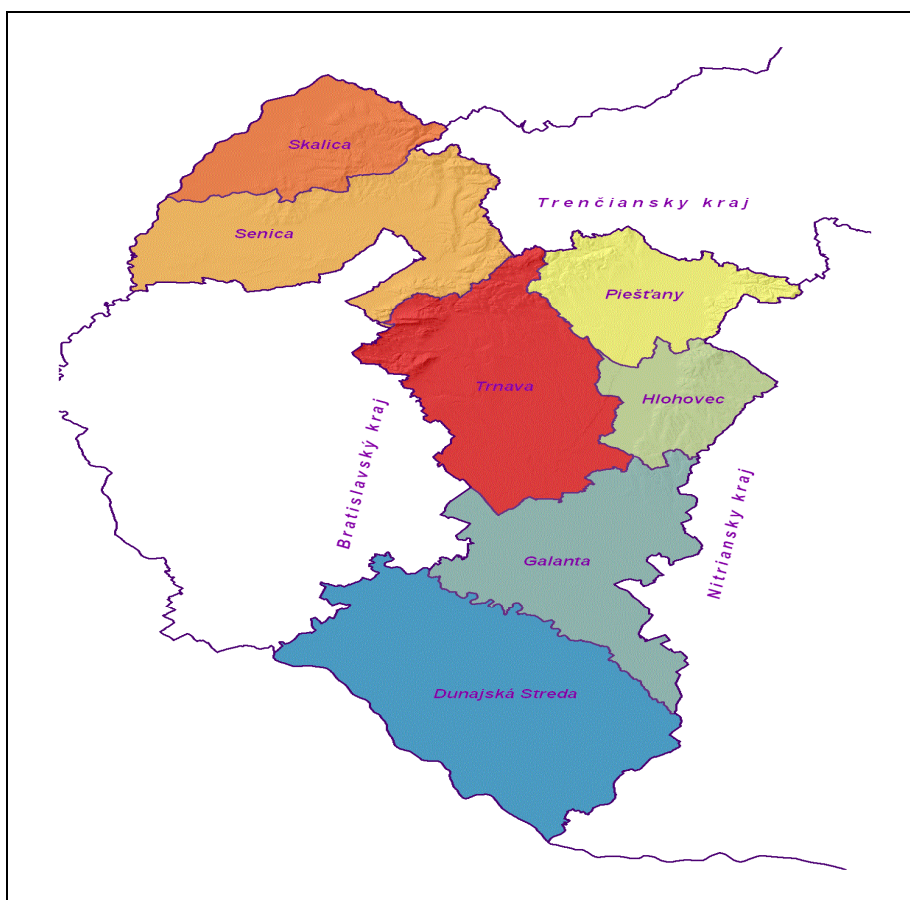 Skalica
Trenčiansky kraj
Senica
Piešťany
Trnava
Hlohovec
Bratislavský kraj
Nitriansky kraj
Galanta
Dunajská Streda